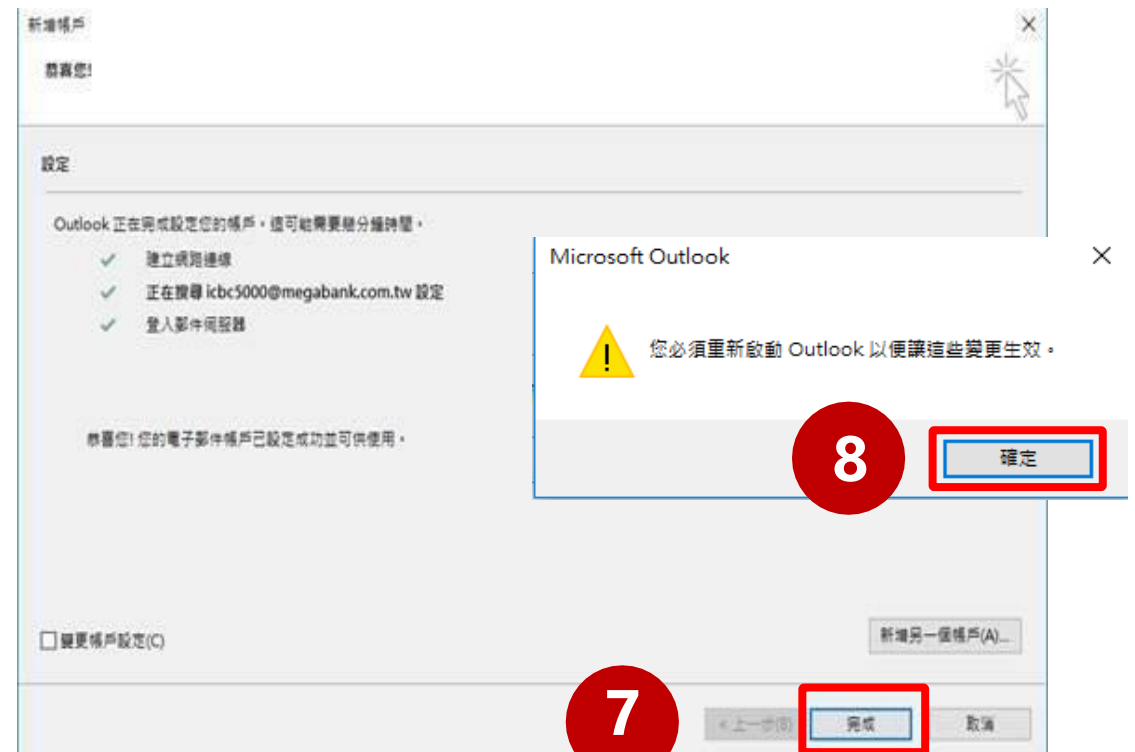 新增帳戶
恭喜您!
設定
Outlook 正在完成設定您的帳戶，這可能需要幾分鐘時間。
✓ 建立網路連線
✓ 正在搜尋 icbc5000@megabank.com.tw 設定
✓ 登入郵件伺服器
恭喜您! 您的電子郵件帳戶已設定成功並可供使用。
Microsoft Outlook
您必須重新啟動 Outlook 以便讓這些變更生效。
8
確定
變更帳戶設定(C)
新增另一個帳戶(A)...
7
< 上一步(B)
完成
取消